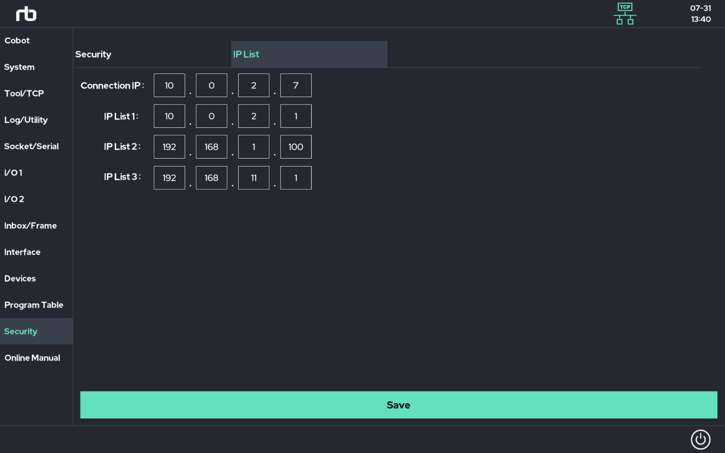 rb
TCP
07-31
13:40
Cobot
System
Tool/TCP
Log/Utility
Socket/Serial
I/O 1
I/O 2
Inbox/Frame
Interface
Devices
Program Table
Security
Online Manual
Security
IP List
Connection IP : 10 . 0 . 2 . 7
IP List 1 : 10 . 0 . 2 . 1
IP List 2 : 192 . 168 . 1 . 100
IP List 3 : 192 . 168 . 11 . 1
Save